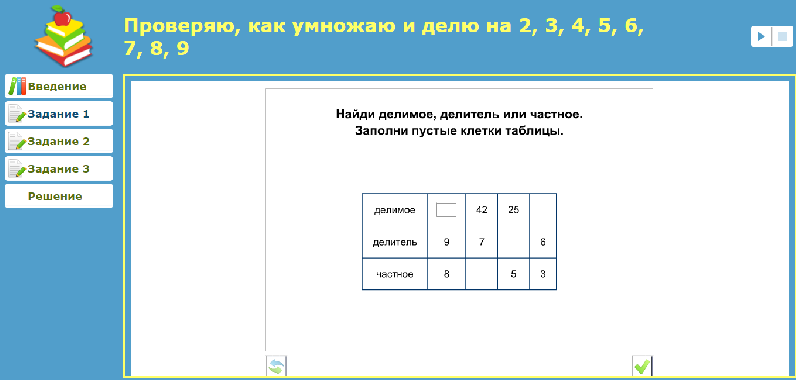 Проверяю, как умножаю и делю на 2, 3, 4, 5, 6,
7, 8, 9
Введение
Задание 1
Задание 2
Задание 3
Решение
Найди делимое, делитель или частное.
Заполни пустые клетки таблицы.
делимое 42 25
делитель 9 7 6
частное 8 5 3